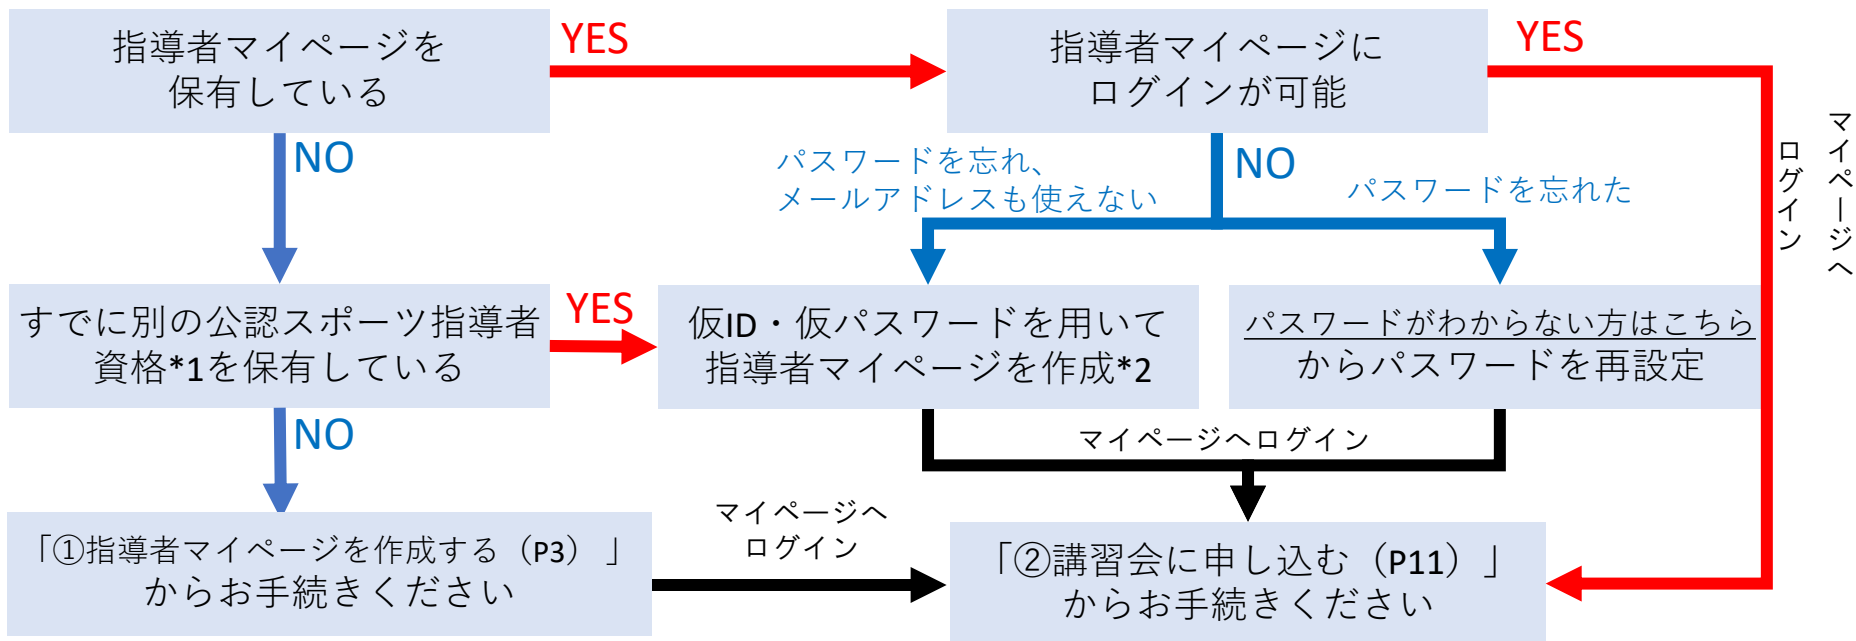 指導者マイページを
保有している
YES
指導者マイページに
ログインが可能
YES
マイページへ
ログイン
NO
パスワードを忘れ、
メールアドレスも使えない
NO
パスワードを忘れた
すでに別の公認スポーツ指導者
資格*1を保有している
YES
仮ID・仮パスワードを用いて
指導者マイページを作成*2
パスワードがわからない方はこちら
からパスワードを再設定
NO
マイページへログイン
「①指導者マイページを作成する（P3） 」
からお手続きください
マイページへ
ログイン
「②講習会に申し込む（P11）」
からお手続きください